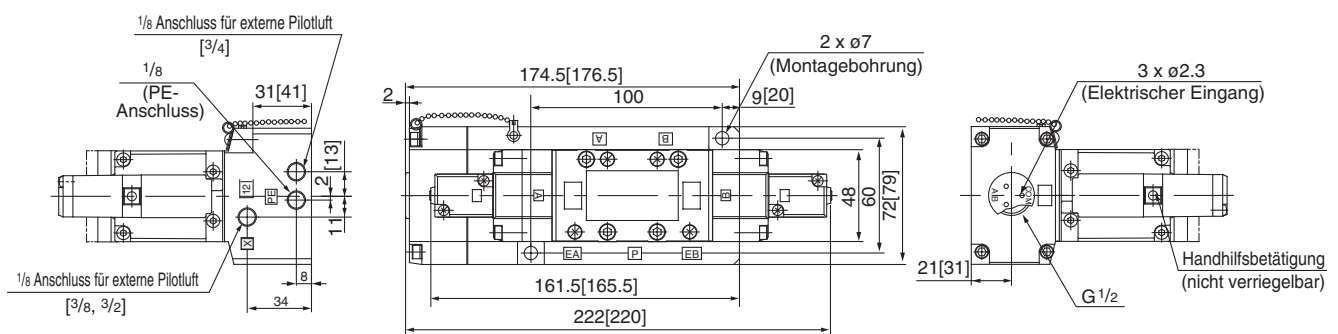 1/8 Anschluss für externe Pilotluft
[3/4]
1/8
(PE-
Anschluss)
31[41]
2 [13]
11
12
PE
X
8
34
1/8 Anschluss für externe Pilotluft
[3/8, 3/2]
174.5[176.5]
2
100
9[20]
2 x ø7
(Montagebohrung)
A
B
A
B
48
60
72[79]
EA
P
EB
161.5[165.5]
222[220]
3 x ø2.3
(Elektrischer Eingang)
A B
COM
21[31]
G1/2
Handhilfsbetätigung
(nicht verriegelbar)